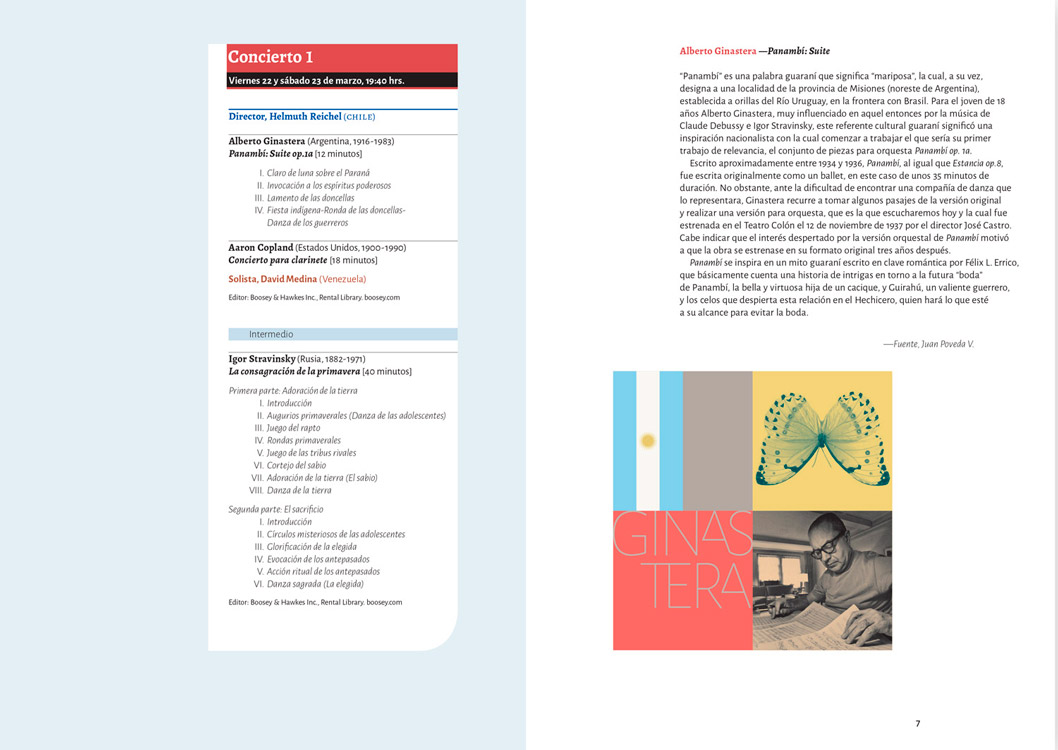 Concierto 1
Viernes 22 y sábado 23 de marzo, 19:40 hrs.
Director, Helmuth Reichel (CHILE)
Alberto Ginastera (Argentina, 1916-1983)
Panambí: Suite op.1a [12 minutos]
I. Claro de luna sobre el Paraná
II. Invocación a los espíritus poderosos
III. Lamento de las doncellas
IV. Fiesta indígena-Ronda de las doncellas-
Danza de los guerreros
Aaron Copland (Estados Unidos, 1900-1990)
Concierto para clarinete [18 minutos]
Solista, David Medina (Venezuela)
Editor: Boosey & Hawkes Inc., Rental Library. boosey.com
Intermedio
Igor Stravinsky (Rusia, 1882-1971)
La consagración de la primavera [40 minutos]
Primera parte: Adoración de la tierra
I. Introducción
II. Augurios primaverales (Danza de las adolescentes)
III. Juego del rapto
IV. Rondas primaverales
V. Juego de las tribus rivales
VI. Cortejo del sabio
VII. Adoración de la tierra (El sabio)
VIII. Danza de la tierra
Segunda parte: El sacrificio
I. Introducción
II. Círculos misteriosos de las adolescentes
III. Glorificación de la elegida
IV. Evocación de los antepasados
V. Acción ritual de los antepasados
VI. Danza sagrada (La elegida)
Editor: Boosey & Hawkes Inc., Rental Library. boosey.com
Alberto Ginastera —Panambí: Suite
“Panambí” es una palabra guaraní que significa “mariposa”, la cual, a su vez,
designa a una localidad de la provincia de Misiones (noreste de Argentina),
establecida a orillas del Río Uruguay, en la frontera con Brasil. Para el joven de 18
años Alberto Ginastera, muy influenciado en aquel entonces por la música de
Claude Debussy e Igor Stravinsky, este referente cultural guaraní significó una
inspiración nacionalista con la cual comenzar a trabajar el que sería su primer
trabajo de relevancia, el conjunto de piezas para orquesta Panambí op. 1a.
Escrito aproximadamente entre 1934 y 1936, Panambí, al igual que Estancia op.8,
fue escrita originalmente como un ballet, en este caso de unos 35 minutos de
duración. No obstante, ante la dificultad de encontrar una compañía de danza que
lo representara, Ginastera recurre a tomar algunos pasajes de la versión original
y realizar una versión para orquesta, que es la que escucharemos hoy y la cual fue
estrenada en el Teatro Colón el 12 de noviembre de 1937 por el director José Castro.
Cabe indicar que el interés despertado por la versión orquestal de Panambí motivó
a que la obra se estrenase en su formato original tres años después.
Panambí se inspira en un mito guaraní escrito en clave romántica por Félix L. Errico,
que básicamente cuenta una historia de intrigas en torno a la futura “boda”
de Panambí, la bella y virtuosa hija de un cacique, y Guirahú, un valiente guerrero,
y los celos que despierta esta relación en el Hechicero, quien hará lo que esté
a su alcance para evitar la boda.
—Fuente, Juan Poveda V.
GINAS
TERA
7